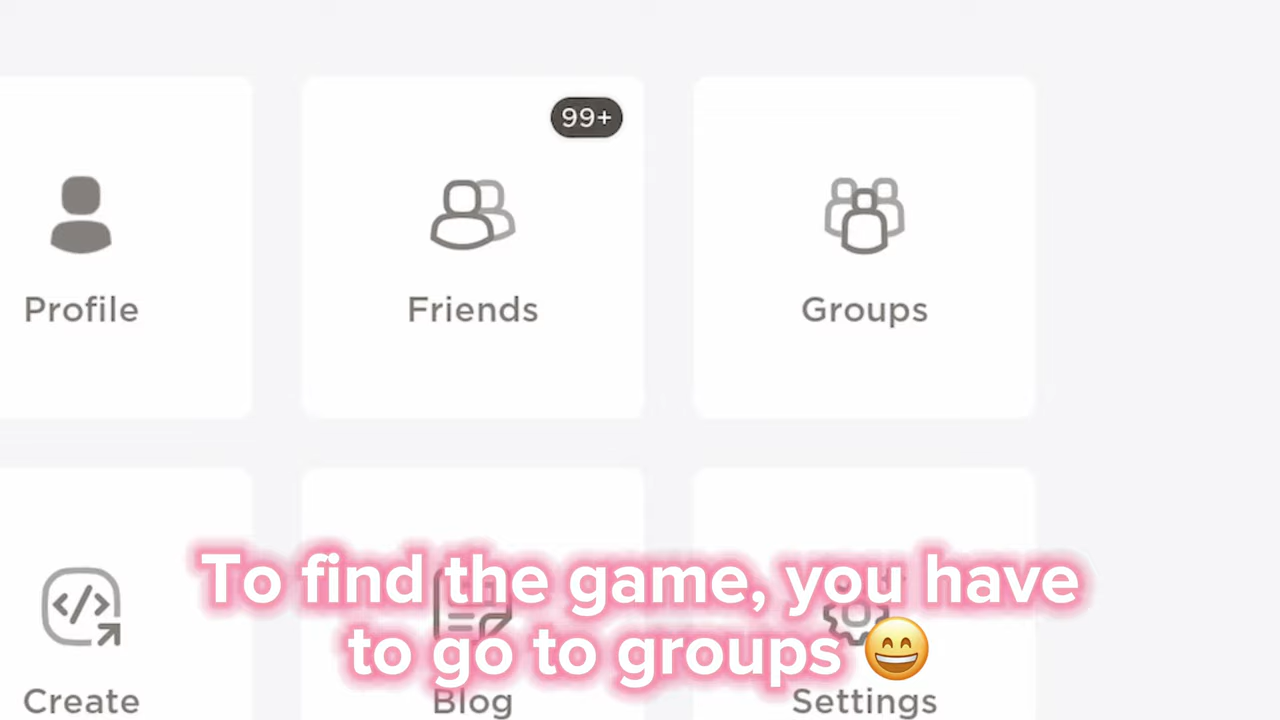 99+
Profile
Friends
Groups
To find the game, you have
to go to groups 😄
Create
Blog
Settings